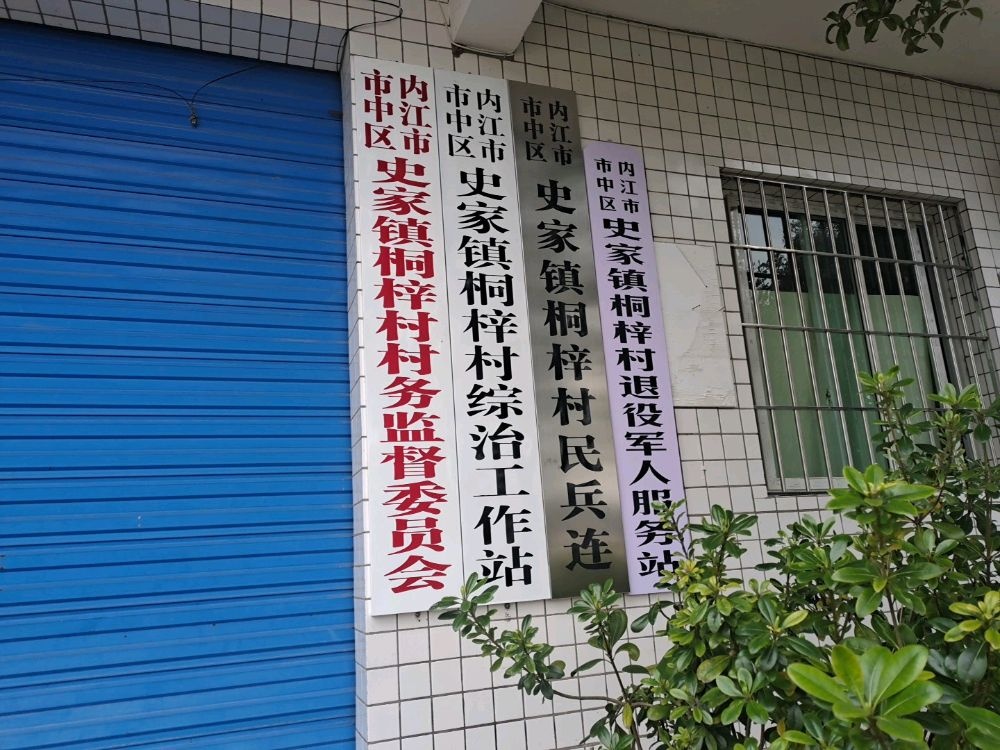 内江市
市中区
史家镇桐梓村村务监督委员会
内江市
市中区
史家镇桐梓村综治工作站
内江市
市中区
史家镇桐梓村民兵连
内江市
市中区
史家镇桐梓村退役军人服务站